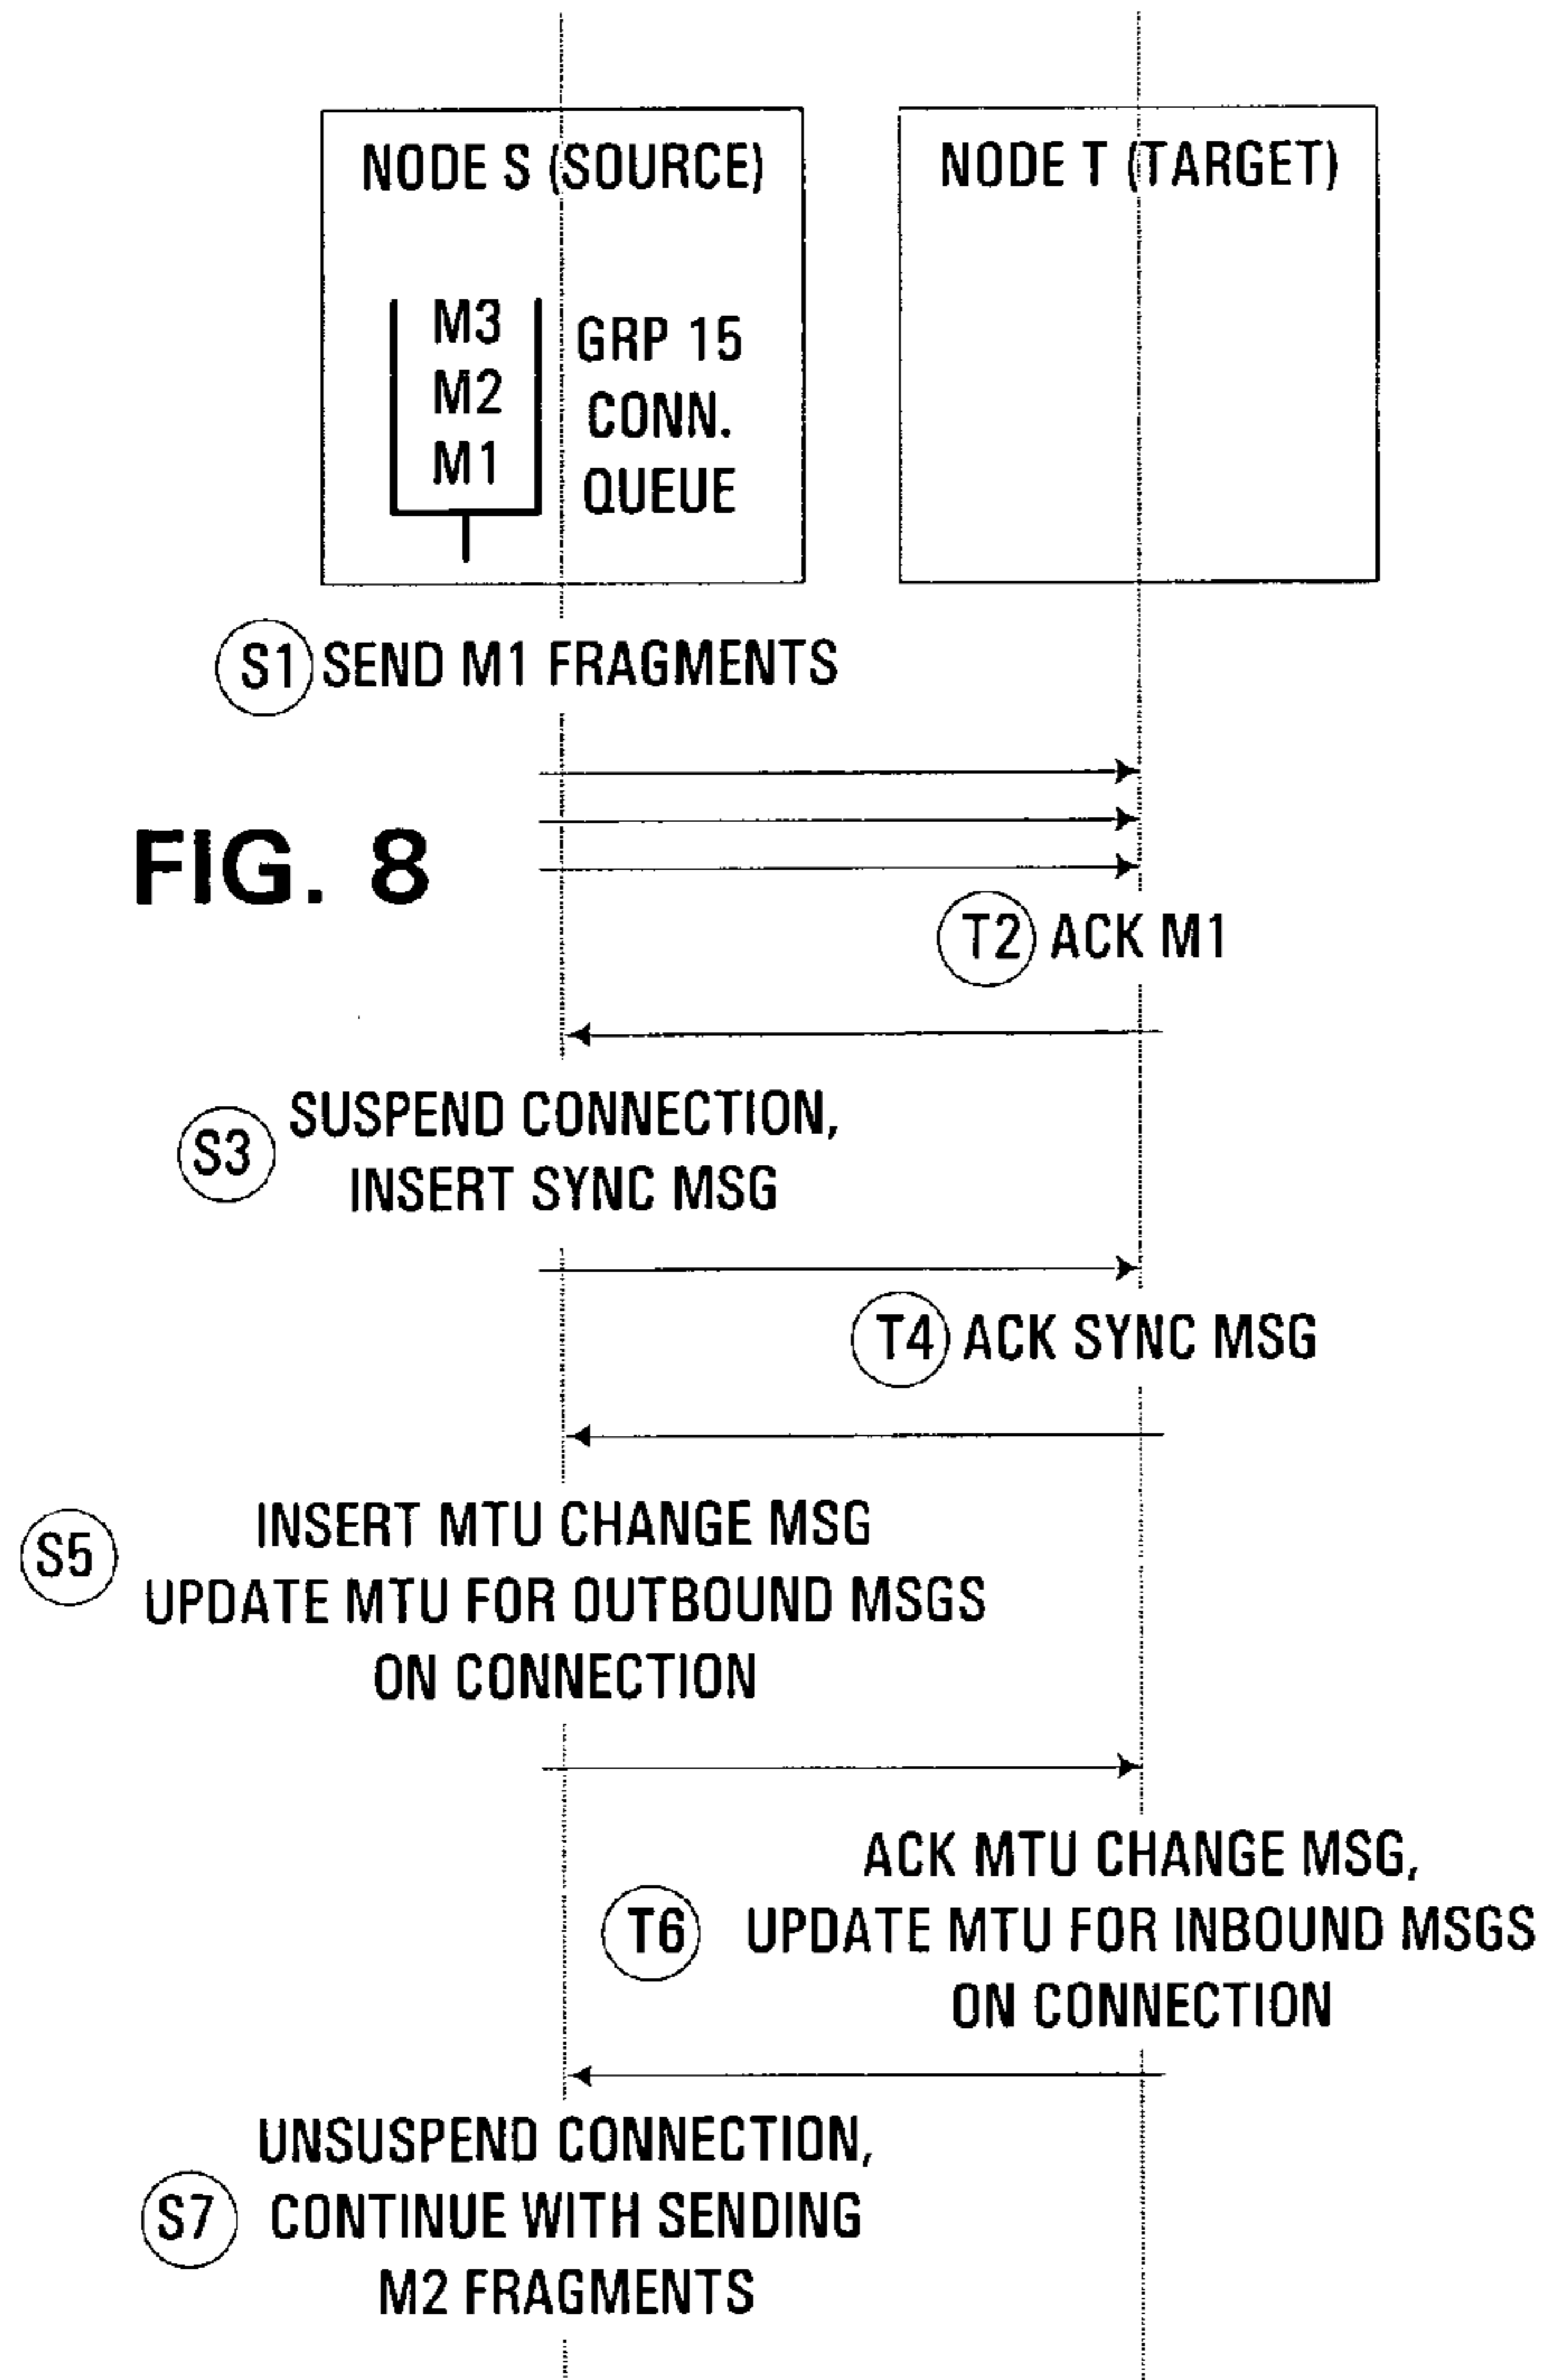 NODE S (SOURCE)
NODE T (TARGET)
M3
M2
M1
GRP 15
CONN.
QUEUE
S1 SEND M1 FRAGMENTS
FIG. 8
T2 ACK M1
S3
SUSPEND CONNECTION,
INSERT SYNC MSG
T4 ACK SYNC MSG
S5
INSERT MTU CHANGE MSG
UPDATE MTU FOR OUTBOUND MSGS
ON CONNECTION
T6
ACK MTU CHANGE MSG,
UPDATE MTU FOR INBOUND MSGS
ON CONNECTION
S7
UNSUSPEND CONNECTION,
CONTINUE WITH SENDING
M2 FRAGMENTS